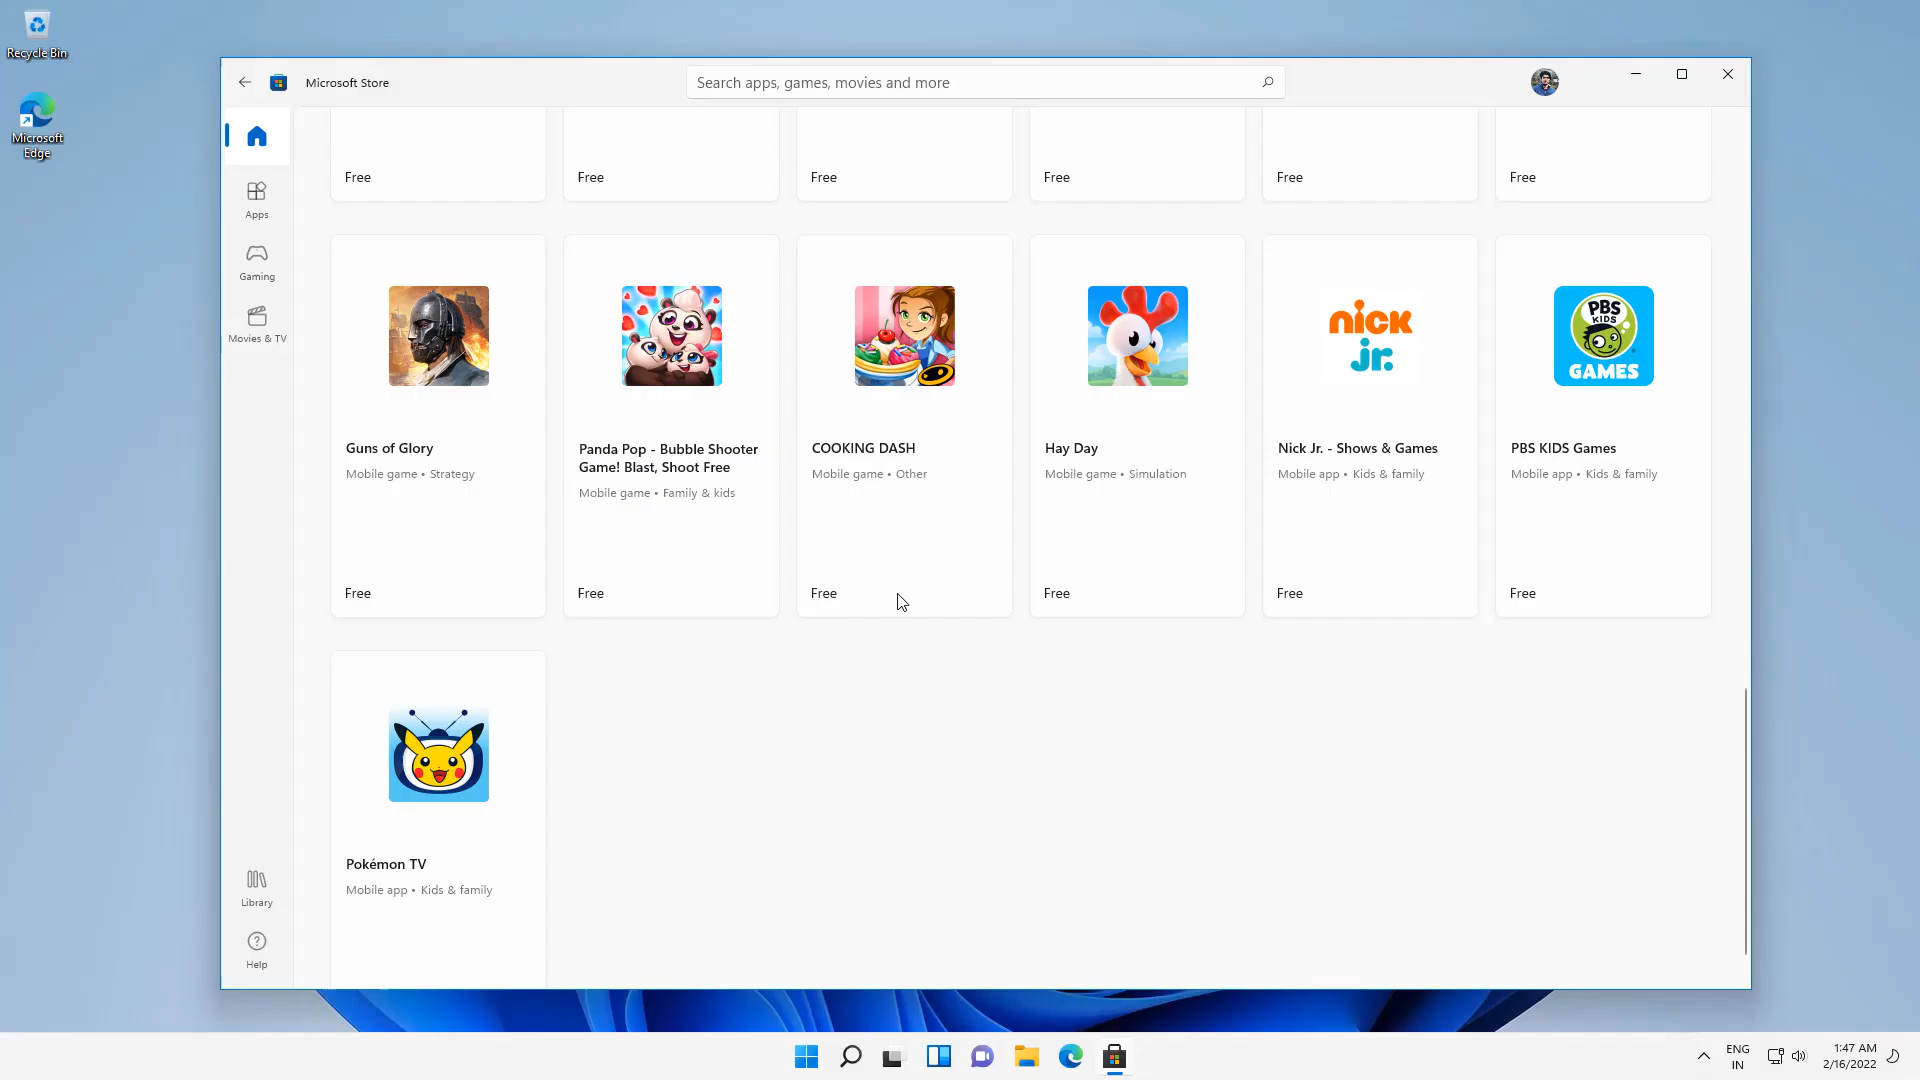 Recycle Bin
Microsoft
Edge
Microsoft Store
Search apps, games, movies and more
Apps
Gaming
Movies & TV
Library
Help
Free
Free
Free
Free
Free
Free
nick
jr.
PBS
KIDS
GAMES
Guns of Glory
Mobile game • Strategy
Free
Panda Pop - Bubble Shooter
Game! Blast, Shoot Free
Mobile game • Family & kids
Free
COOKING DASH
Mobile game • Other
Free
Hay Day
Mobile game • Simulation
Free
Nick Jr. - Shows & Games
Mobile app • Kids & family
Free
PBS KIDS Games
Mobile app • Kids & family
Free
Pokémon TV
Mobile app • Kids & family
ENG
IN
1:47 AM
2/16/2022